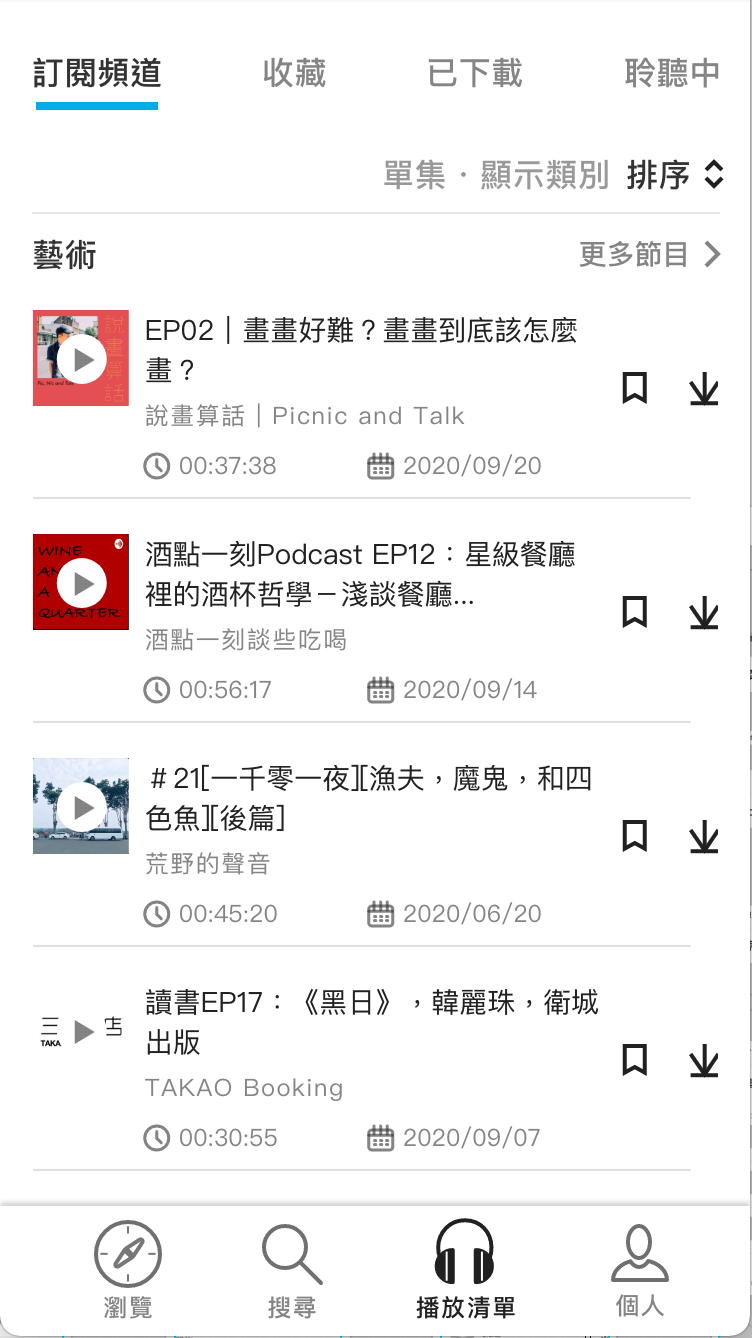 訂閱頻道 收藏 已下載 聆聽中
單集・顯示類別 排序
藝術 更多節目
說畫算話
Pic, Nic and Talk
EP02｜畫畫好難？畫畫到底該怎麼
畫？
說畫算話｜Picnic and Talk
00:37:38 2020/09/20
WINE
A
QUARTER
酒點一刻Podcast EP12：星級餐廳
裡的酒杯哲學－淺談餐廳...
酒點一刻談些吃喝
00:56:17 2020/09/14
＃21[一千零一夜][漁夫，魔鬼，和四
色魚][後篇]
荒野的聲音
00:45:20 2020/06/20
TAKA
讀書EP17：《黑日》，韓麗珠，衛城
出版
TAKAO Booking
00:30:55 2020/09/07
瀏覽 搜尋 播放清單 個人